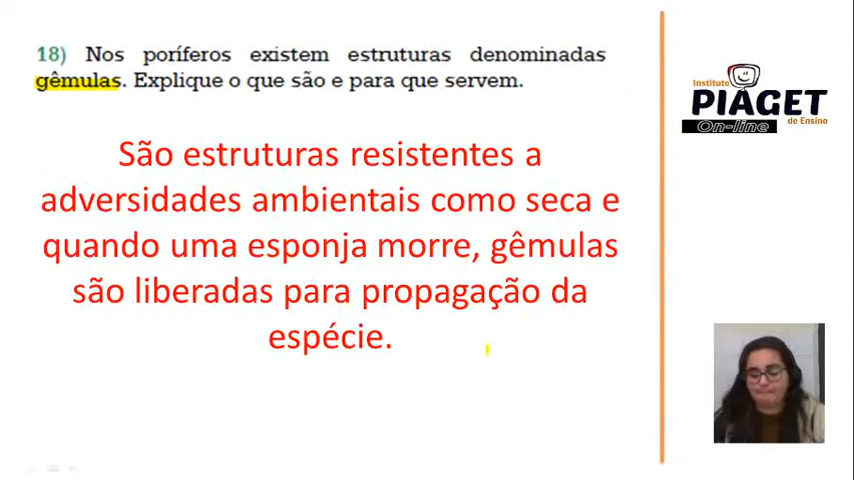 18) Nos poríferos existem estruturas denominadas
gêmulas. Explique o que são e para que servem.
São estruturas resistentes a
adversidades ambientais como seca e
quando uma esponja morre, gêmulas
são liberadas para propagação da
espécie.
Instituto
PIAGET
de Ensino
On-line